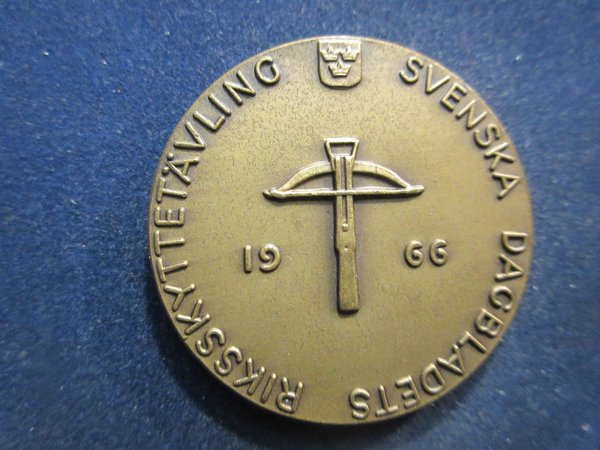 SVENSKA DAGBLADETS RIKSSKYTTETÄVLING
19 66